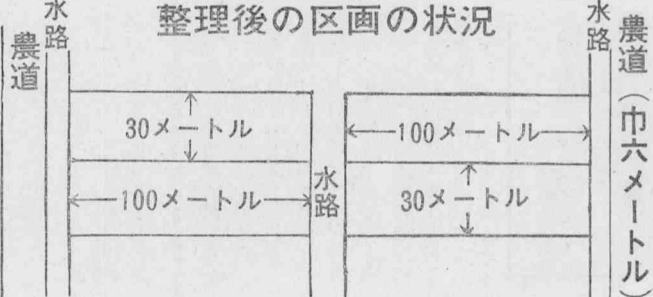 整理後の区画の状況
水路
農道
水路
農道(巾六メートル)
30メートル
100メートル
100メートル
水路
30メートル